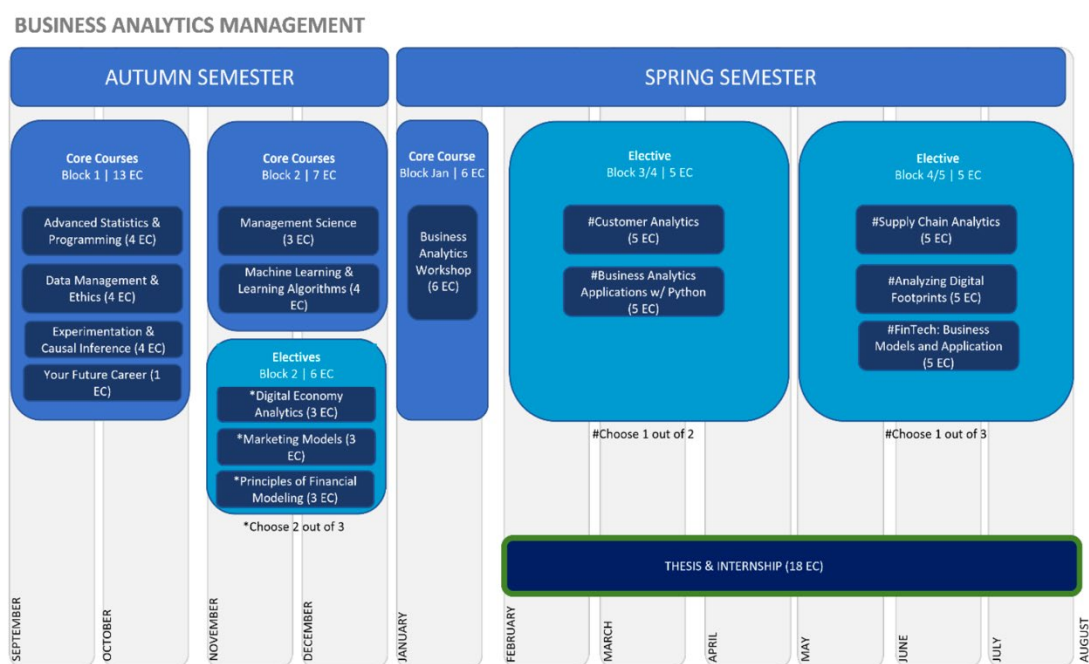 BUSINESS ANALYTICS MANAGEMENT
AUTUMN SEMESTER
SPRING SEMESTER
Core Courses
Block 1 | 13 EC
Advanced Statistics &
Programming (4 EC)
Data Management &
Ethics (4 EC)
Experimentation &
Causal Inference (4 EC)
Your Future Career (1
EC)
Core Courses
Block 2 | 7 EC
Management Science
(3 EC)
Machine Learning &
Learning Algorithms (4
EC)
Electives
Block 2 | 6 EC
*Digital Economy
Analytics (3 EC)
*Marketing Models (3
EC)
*Principles of Financial
Modeling (3 EC)
*Choose 2 out of 3
Core Course
Block Jan | 6 EC
Business
Analytics
Workshop
(6 EC)
Elective
Block 3/4 | 5 EC
#Customer Analytics
(5 EC)
#Business Analytics
Applications w/ Python
(5 EC)
#Choose 1 out of 2
Elective
Block 4/5 | 5 EC
#Supply Chain Analytics
(5 EC)
#Analyzing Digital
Footprints (5 EC)
#FinTech: Business
Models and Application
(5 EC)
#Choose 1 out of 3
THESIS & INTERNSHIP (18 EC)
SEPTEMBER
OCTOBER
NOVEMBER
DECEMBER
JANUARY
FEBRUARY
MARCH
APRIL
MAY
JUNE
JULY
AUGUST